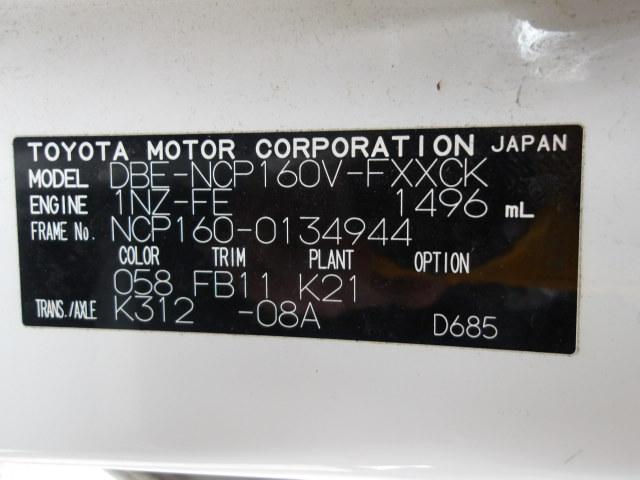 TOYOTA MOTOR CORPORATION JAPAN
MODEL DBE-NCP160V-FXXCK
ENGINE 1NZ-FE 1496 mL
FRAME No. NCP160-0134944
COLOR TRIM PLANT OPTION
058 FB11 K21
TRANS./AXLE K312 -08A D685